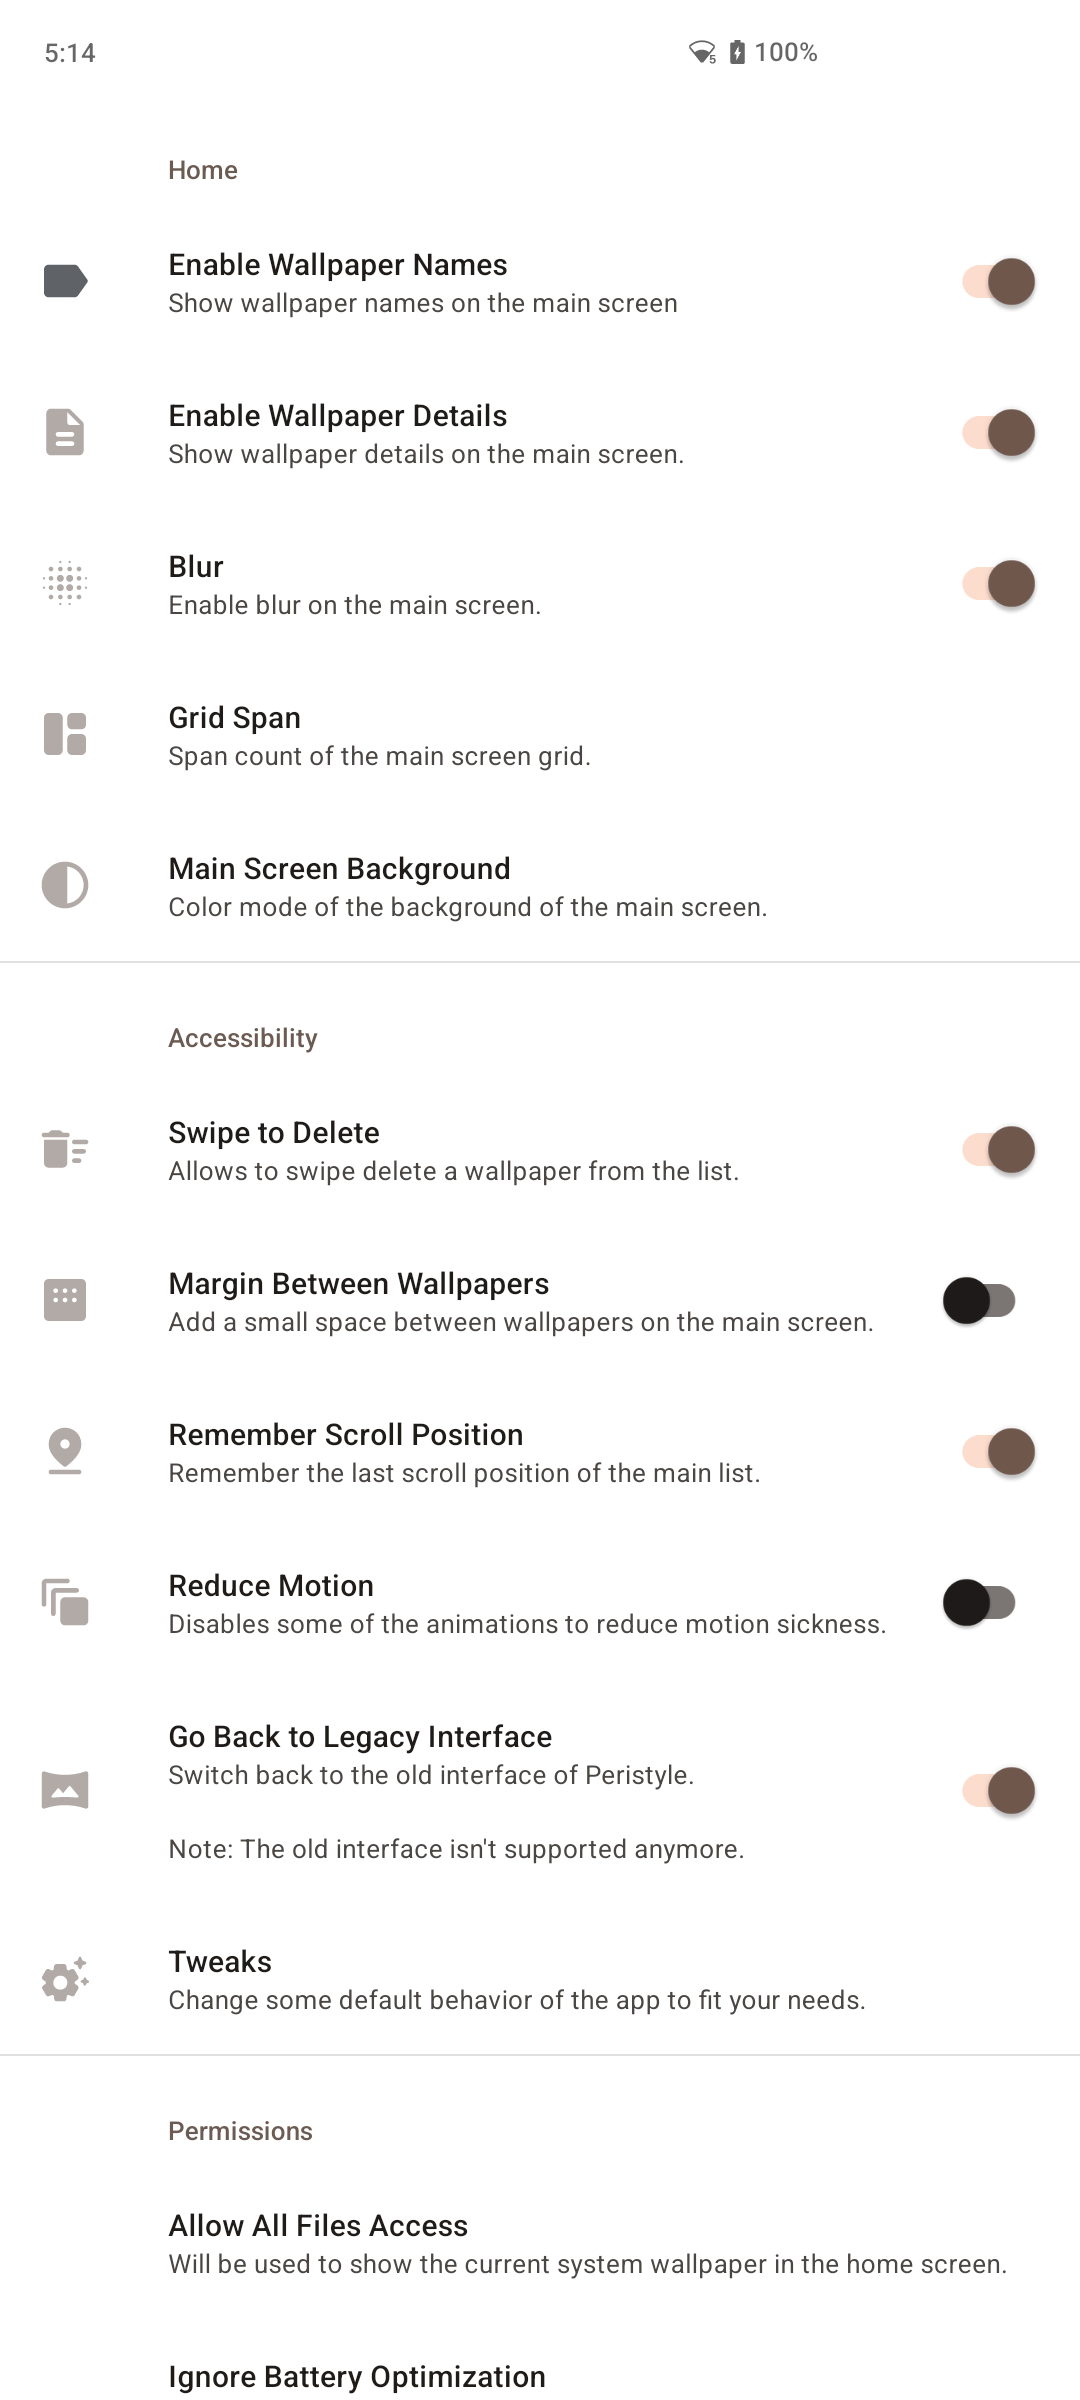 5:14
5
100%
Home
Enable Wallpaper Names
Show wallpaper names on the main screen
Enable Wallpaper Details
Show wallpaper details on the main screen.
Blur
Enable blur on the main screen.
Grid Span
Span count of the main screen grid.
Main Screen Background
Color mode of the background of the main screen.
Accessibility
Swipe to Delete
Allows to swipe delete a wallpaper from the list.
Margin Between Wallpapers
Add a small space between wallpapers on the main screen.
Remember Scroll Position
Remember the last scroll position of the main list.
Reduce Motion
Disables some of the animations to reduce motion sickness.
Go Back to Legacy Interface
Switch back to the old interface of Peristyle.
Note: The old interface isn't supported anymore.
Tweaks
Change some default behavior of the app to fit your needs.
Permissions
Allow All Files Access
Will be used to show the current system wallpaper in the home screen.
Ignore Battery Optimization